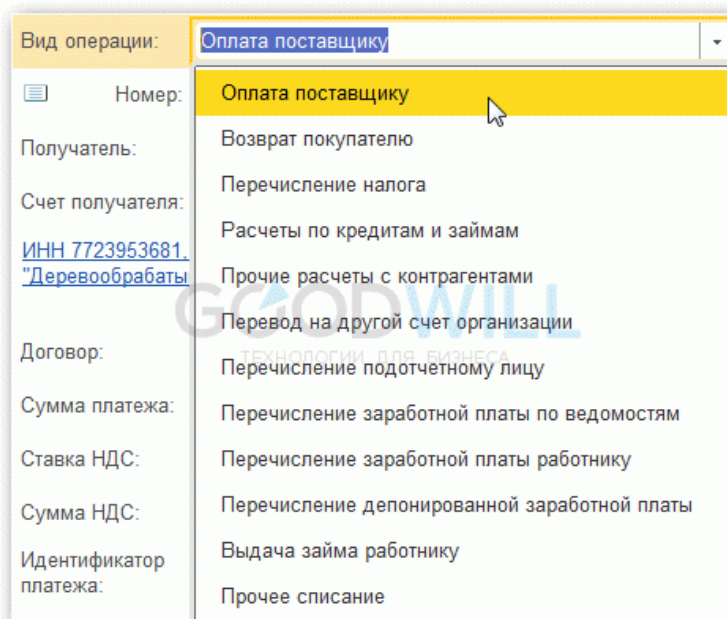 Вид операции: Оплата поставщику
Номер: Оплата поставщику
Возврат покупателю
Получатель:
Перечисление налога
Счет получателя:
Расчеты по кредитам и займам
ИНН 7723953681,
"Деревообрабаты
Прочие расчеты с контрагентами
GOODWILL
Перевод на другой счет организации
ТЕХНОЛОГИИ ДЛЯ БИЗНЕСА
Договор:
Перечисление подотчетному лицу
Сумма платежа:
Перечисление заработной платы по ведомостям
Ставка НДС:
Перечисление заработной платы работнику
Сумма НДС:
Перечисление депонированной заработной платы
Идентификатор
платежа:
Выдача займа работнику
Прочее списание